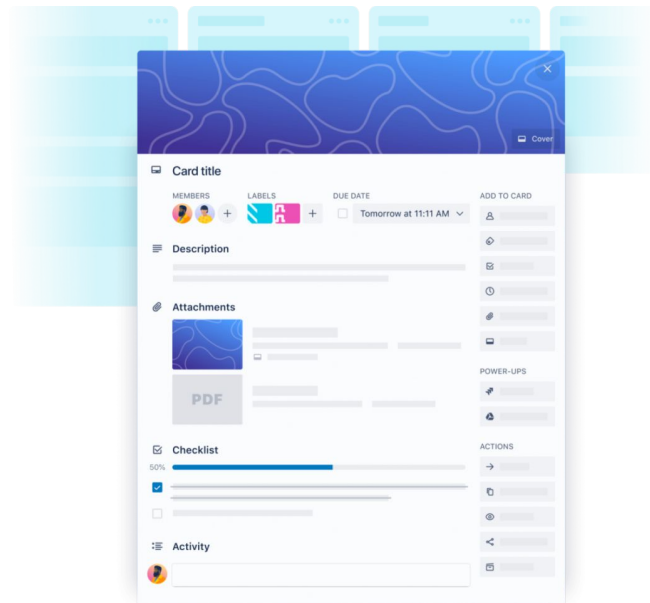 Cover
Card title
MEMBERS
LABELS
DUE DATE
ADD TO CARD
Tomorrow at 11:11 AM
Description
Attachments
PDF
POWER-UPS
Checklist
ACTIONS
50%
Activity